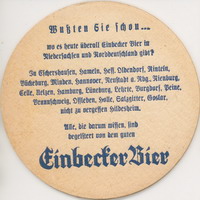 Wußten Sie schon...
wo es heute überall Einbecker Bier in
Niedersachsen und Norddeutschland gibt?
In Eschershausen, Hameln, Hess. Oldendorf, Rinteln,
Bückeburg, Minden, Hannover, Neustadt a. Rbg., Nienburg,
Celle, Uelzen, Hamburg, Lüneburg, Lehrte, Burgdorf, Peine,
Braunschweig, Offleben, Halle, Salzgitter, Goslar,
nicht zu vergessen Hildesheim.
Alle, die darum wissen, sind
begeistert von dem guten
Einbecker Bier